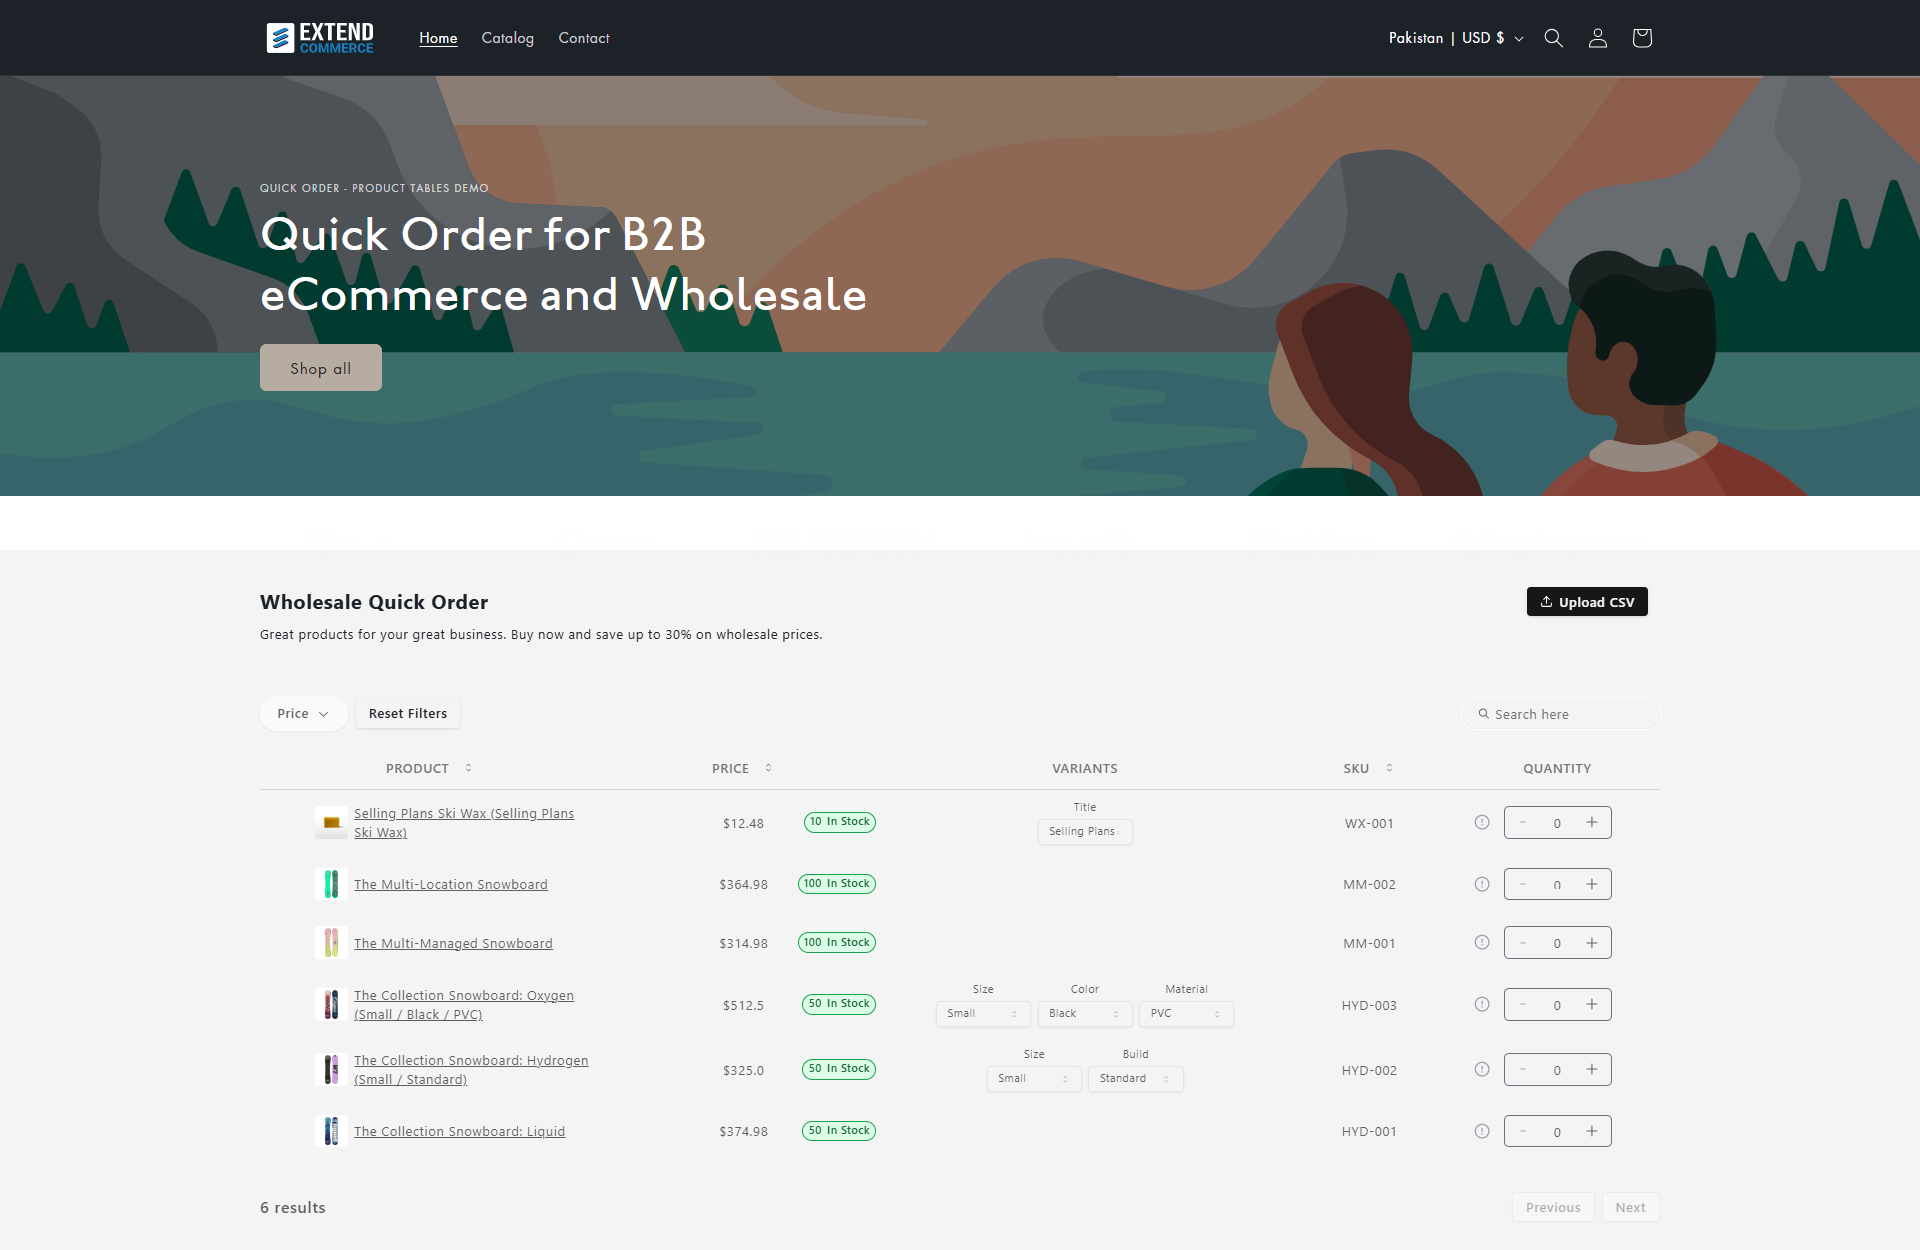 EXTEND
COMMERCE
Home Catalog Contact
Pakistan | USD $
QUICK ORDER - PRODUCT TABLES DEMO
Quick Order for B2B
eCommerce and Wholesale
Shop all
Wholesale Quick Order
Upload CSV
Great products for your great business. Buy now and save up to 30% on wholesale prices.
Price Reset Filters
Search here
PRODUCT PRICE VARIANTS SKU QUANTITY
Selling Plans Ski Wax (Selling Plans
Ski Wax)
$12.48 10 In Stock
Title
Selling Plans
WX-001 - 0 +
The Multi-Location Snowboard $364.98 100 In Stock MM-002 - 0 +
The Multi-Managed Snowboard $314.98 100 In Stock MM-001 - 0 +
The Collection Snowboard: Oxygen
(Small / Black / PVC)
$512.5 50 In Stock
Size Color Material
Small Black PVC
HYD-003 - 0 +
The Collection Snowboard: Hydrogen
(Small / Standard)
$325.0 50 In Stock
Size Build
Small Standard
HYD-002 - 0 +
The Collection Snowboard: Liquid $374.98 50 In Stock HYD-001 - 0 +
6 results
Previous Next